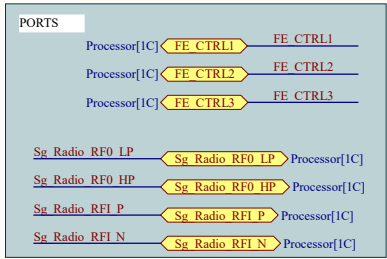 PORTS
Processor[1C] FE_CTRL1 FE_CTRL1
Processor[1C] FE_CTRL2 FE_CTRL2
Processor[1C] FE_CTRL3 FE_CTRL3
Sg_Radio_RF0_LP Sg_Radio_RF0_LP Processor[1C]
Sg_Radio_RF0_HP Sg_Radio_RF0_HP Processor[1C]
Sg_Radio_RFI_P Sg_Radio_RFI_P Processor[1C]
Sg_Radio_RFI_N Sg_Radio_RFI_N Processor[1C]